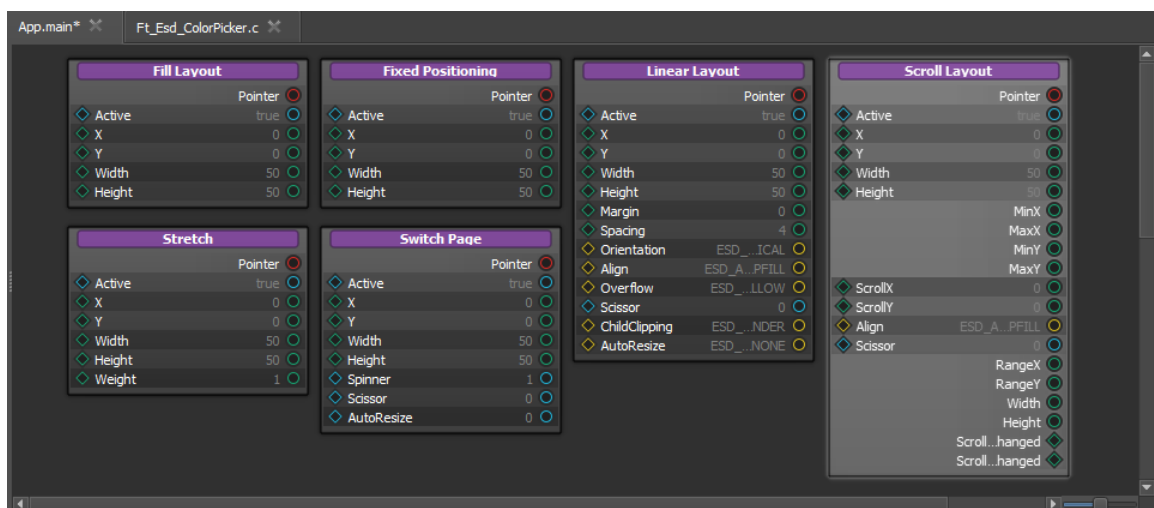 App.main*
Ft_Esd_ColorPicker.c
Fill Layout
Pointer
Active true
X 0
Y 0
Width 50
Height 50
Fixed Positioning
Pointer
Active true
X 0
Y 0
Width 50
Height 50
Linear Layout
Pointer
Active true
X 0
Y 0
Width 50
Height 50
Margin 0
Spacing 4
Orientation ESD_...ICAL
Align ESD_A...PFILL
Overflow ESD_...LLOW
Scissor 0
ChildClipping ESD_...NDER
AutoResize ESD_...NONE
Scroll Layout
Pointer
Active true
X 0
Y 0
Width 50
Height 50
MinX
MaxX
MinY
MaxY
ScrollX 0
ScrollY 0
Align ESD_A...PFILL
Scissor 0
RangeX
RangeY
Width
Height
Scroll...hanged
Scroll...hanged
Stretch
Pointer
Active true
X 0
Y 0
Width 50
Height 50
Weight 1
Switch Page
Pointer
Active true
X 0
Y 0
Width 50
Height 50
Spinner 1
Scissor 0
AutoResize 0